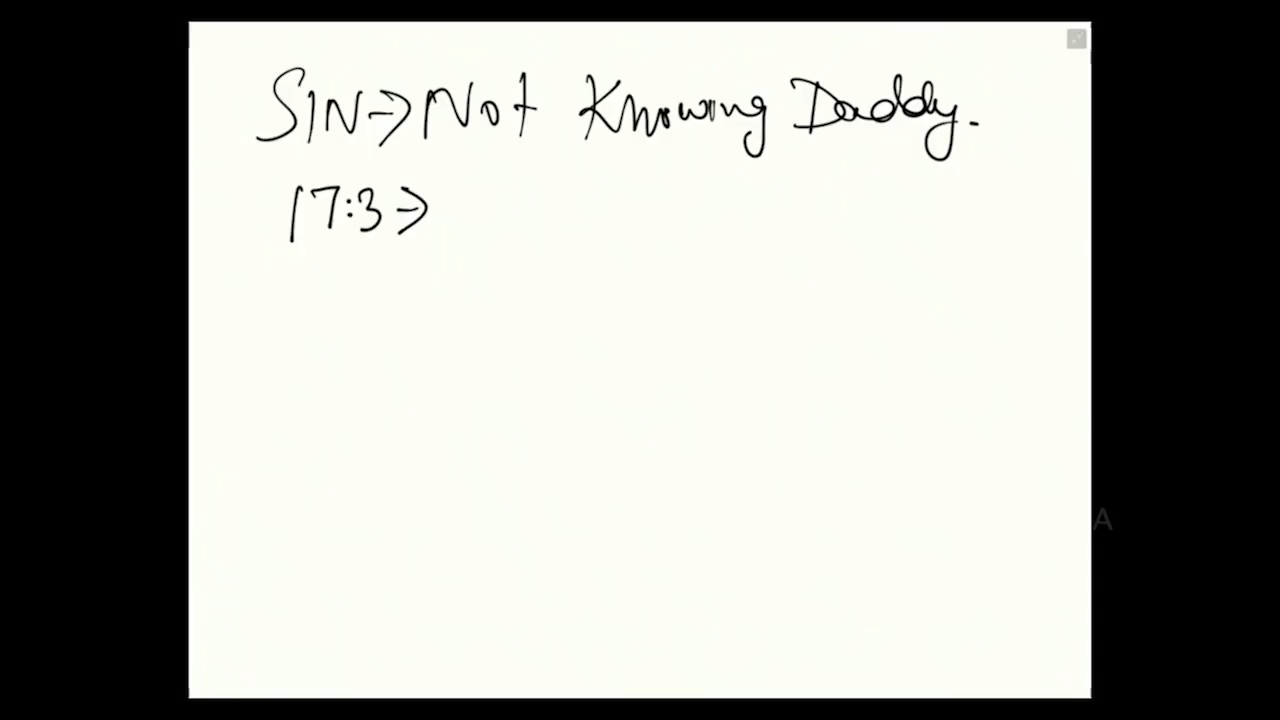 SIN → Not Knowing Daddy.
17:3 →
A